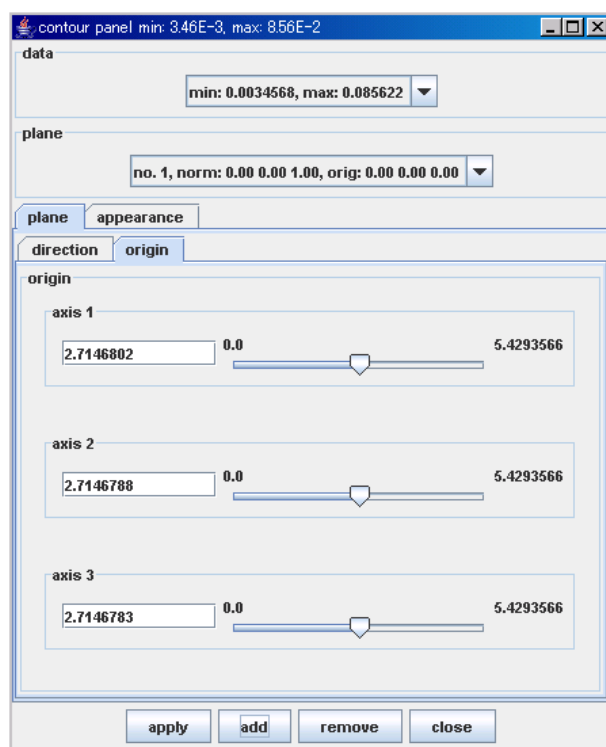 contour panel min: 3.46E-3, max: 8.56E-2
data
min: 0.0034568, max: 0.085622
plane
no. 1, norm: 0.00 0.00 1.00, orig: 0.00 0.00 0.00
plane appearance
direction origin
origin
axis 1
2.7146802 0.0 5.4293566
axis 2
2.7146788 0.0 5.4293566
axis 3
2.7146783 0.0 5.4293566
apply add remove close